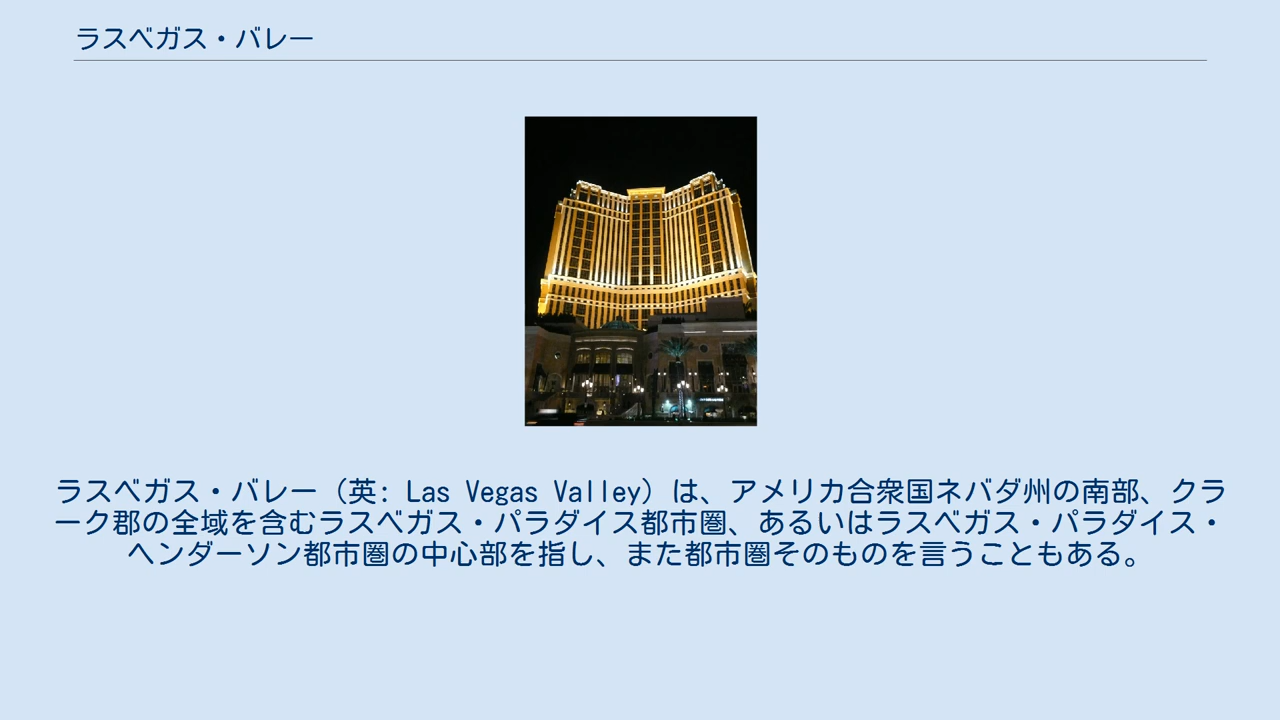 ラスベガス・バレー
ラスベガス・バレー（英: Las Vegas Valley）は、アメリカ合衆国ネバダ州の南部、クラ
ーク郡の全域を含むラスベガス・パラダイス都市圏、あるいはラスベガス・パラダイス・
ヘンダーソン都市圏の中心部を指し、また都市圏そのものを言うこともある。